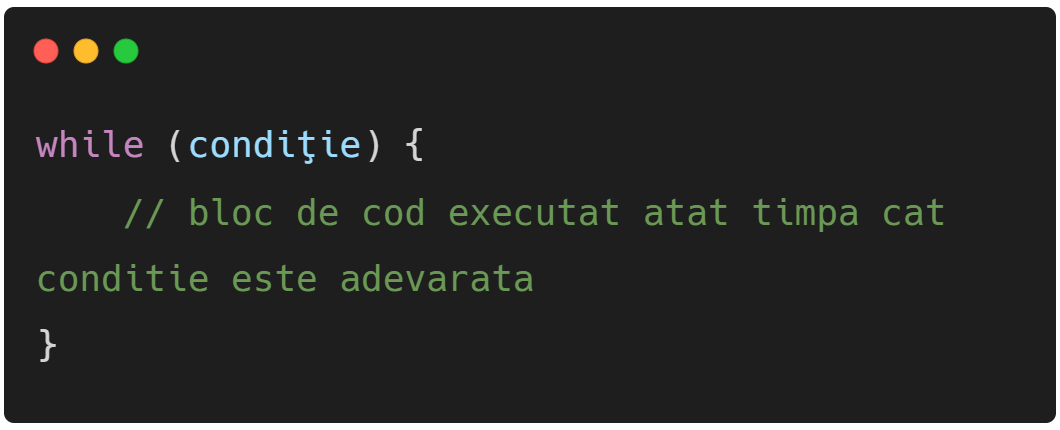 while (condiţie) {
    // bloc de cod executat atat timpa cat
conditie este adevarata
}